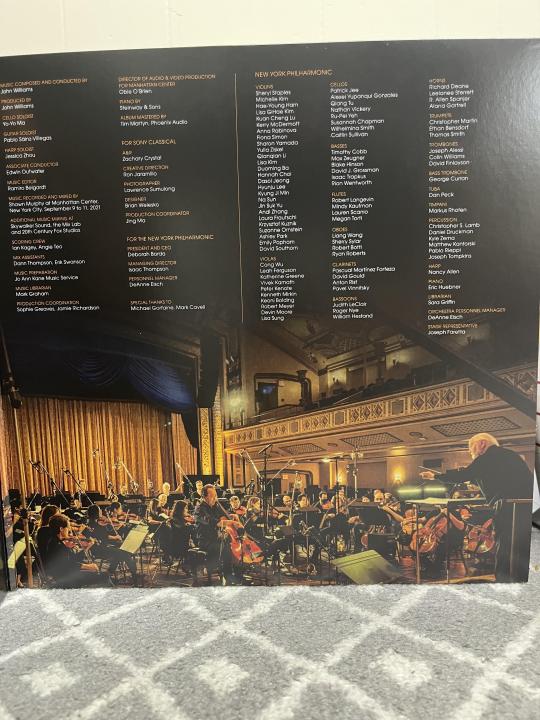 MUSIC COMPOSED AND CONDUCTED BY
John Williams
PRODUCED BY
John Williams
CELLO SOLOIST
Yo-Yo Ma
GUITAR SOLOIST
Pablo Sáinz-Villegas
HARP SOLOIST
Jessica Zhou
ASSOCIATE CONDUCTOR
Edwin Outwater
MUSIC EDITOR
Ramiro Belgardt
MUSIC RECORDED AND MIXED BY
Shawn Murphy at Manhattan Center,
New York City, September 9 to 11, 2021
ADDITIONAL MUSIC MIXING AT
Skywalker Sound, the Mix Lab
and 20th Century Fox Studios
SCORING CREW
Ian Kagey, Angie Teo
MIX ASSISTANTS
Dann Thompson, Erik Swanson
MUSIC PREPARATION
Jo Ann Kane Music Service
MUSIC LIBRARIAN
Mark Graham
PRODUCTION COORDINATION
Sophie Greaves, Jamie Richardson
DIRECTOR OF AUDIO & VIDEO PRODUCTION
FOR MANHATTAN CENTER
Obie O'Brien
PIANO BY
Steinway & Sons
ALBUM MASTERED BY
Tim Martyn, Phoenix Audio
FOR SONY CLASSICAL
A&R
Zachary Crystal
CREATIVE DIRECTION
Ron Jaramillo
PHOTOGRAPHER
Lawrence Sumulong
DESIGNER
Brian Weleško
PRODUCTION COORDINATOR
Jing Ma
FOR THE NEW YORK PHILHARMONIC
PRESIDENT AND CEO
Deborah Borda
MANAGING DIRECTOR
Isaac Thompson
PERSONNEL MANAGER
DeAnne Eisch
SPECIAL THANKS TO
Michael Gorfaine, Mark Cavell
NEW YORK PHILHARMONIC
VIOLINS
Sheryl Staples
Michelle Kim
Hae-Young Ham
Lisa GiHae Kim
Kuan Cheng Lu
Kerry McDermott
Anna Rabinova
Fiona Simon
Sharon Yamada
Yulia Ziskel
Qianqian Li
Lisa Kim
Duoming Ba
Hannah Choi
Dasol Jeong
Hyunju Lee
Kyung Ji Min
Na Sun
Jin Suk Yu
Andi Zhang
Laura Frautschi
Krzysztof Kuznik
Suzanne Ornstein
Ashley Park
Emily Popham
David Southorn
VIOLAS
Cong Wu
Leah Ferguson
Katherine Greene
Vivek Kamath
Peter Kenote
Kenneth Mirkin
Keoni Bolding
Robert Meyer
Devin Moore
Lisa Sung
CELLOS
Patrick Jee
Alexei Yupanqui Gonzales
Qiang Tu
Nathan Vickery
Ru-Pei Yeh
Susannah Chapman
Wilhelmina Smith
Caitlin Sullivan
BASSES
Timothy Cobb
Max Zeugner
Blake Hinson
David J. Grossman
Isaac Trapkus
Rion Wentworth
FLUTES
Robert Langevin
Mindy Kaufman
Lauren Scanio
Megan Torti
OBOES
Liang Wang
Sherry Sylar
Robert Botti
Ryan Roberts
CLARINETS
Pascual Martínez Forteza
David Gould
Anton Rist
Pavel Vinnitsky
BASSOONS
Judith LeClair
Roger Nye
William Hestand
HORNS
Richard Deane
Leelanee Sterrett
R. Allen Spanjer
Alana Garrett
TRUMPETS
Christopher Martin
Ethan Bensdorf
Thomas Smith
TROMBONES
Joseph Alessi
Colin Williams
David Finlayson
BASS TROMBONE
George Curran
TUBA
Dan Peck
TIMPANI
Markus Rhoten
PERCUSSION
Christopher S. Lamb
Daniel Druckman
Kyle Zerna
Matthew Kantorski
Pablo Rieppi
Joseph Tompkins
HARP
Nancy Allen
PIANO
Eric Huebner
LIBRARIAN
Sara Griffin
ORCHESTRA PERSONNEL MANAGER
DeAnne Eisch
STAGE REPRESENTATIVE
Joseph Faretta